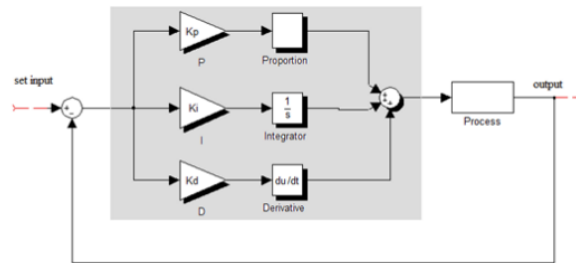 set input
Kp
P
Proportion
Ki
I
1
s
Integrator
Kd
D
du/dt
Derivative
Process
output